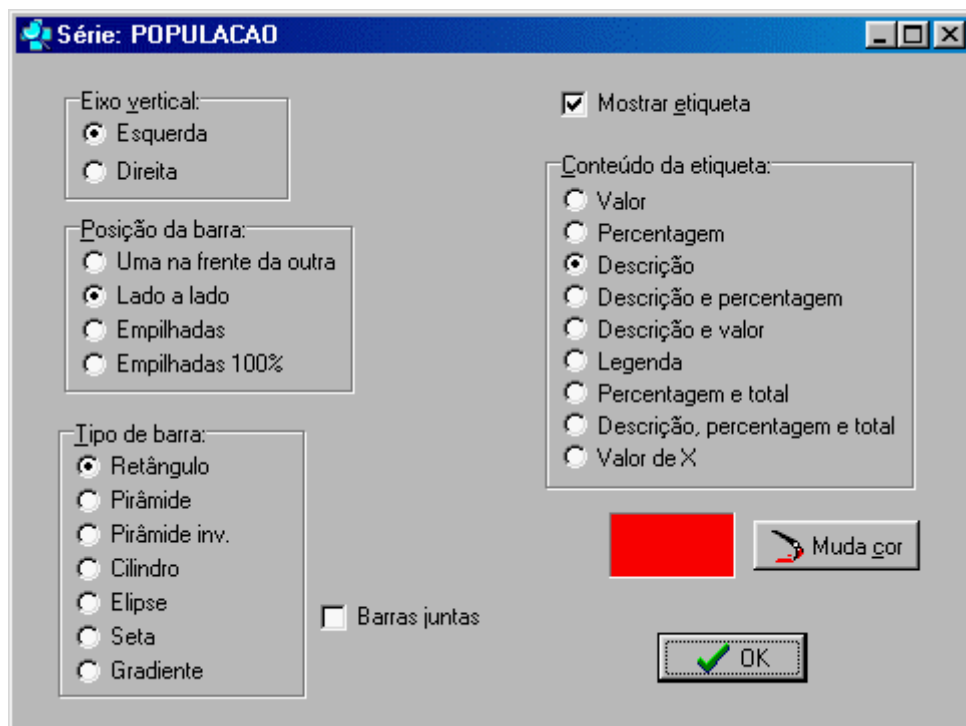 Série: POPULACAO
Eixo vertical:
Esquerda
Direita
Posição da barra:
Uma na frente da outra
Lado a lado
Empilhadas
Empilhadas 100%
Tipo de barra:
Retângulo
Pirâmide
Pirâmide inv.
Cilindro
Elipse
Seta
Gradiente
Barras juntas
Mostrar etiqueta
Conteúdo da etiqueta:
Valor
Percentagem
Descrição
Descrição e percentagem
Descrição e valor
Legenda
Percentagem e total
Descrição, percentagem e total
Valor de X
Muda cor
OK